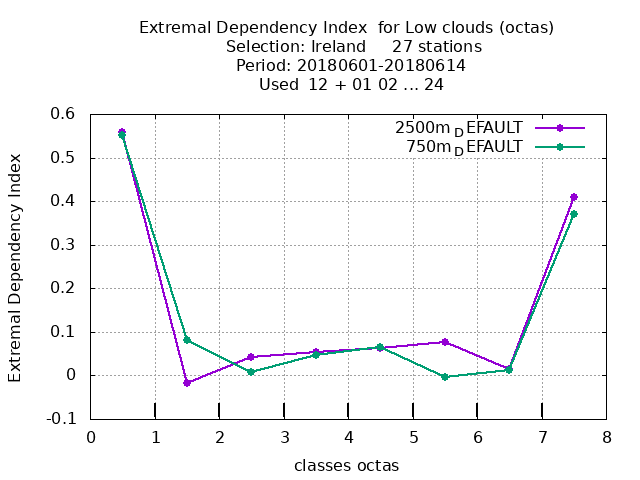 Extremal Dependency Index  for Low clouds (octas)
Selection: Ireland     27 stations
Period: 20180601-20180614
Used  12 + 01 02 ... 24
2500m_DEFAULT
750m_DEFAULT
Extremal Dependency Index
0.6
0.5
0.4
0.3
0.2
0.1
0
-0.1
0 1 2 3 4 5 6 7 8
classes octas